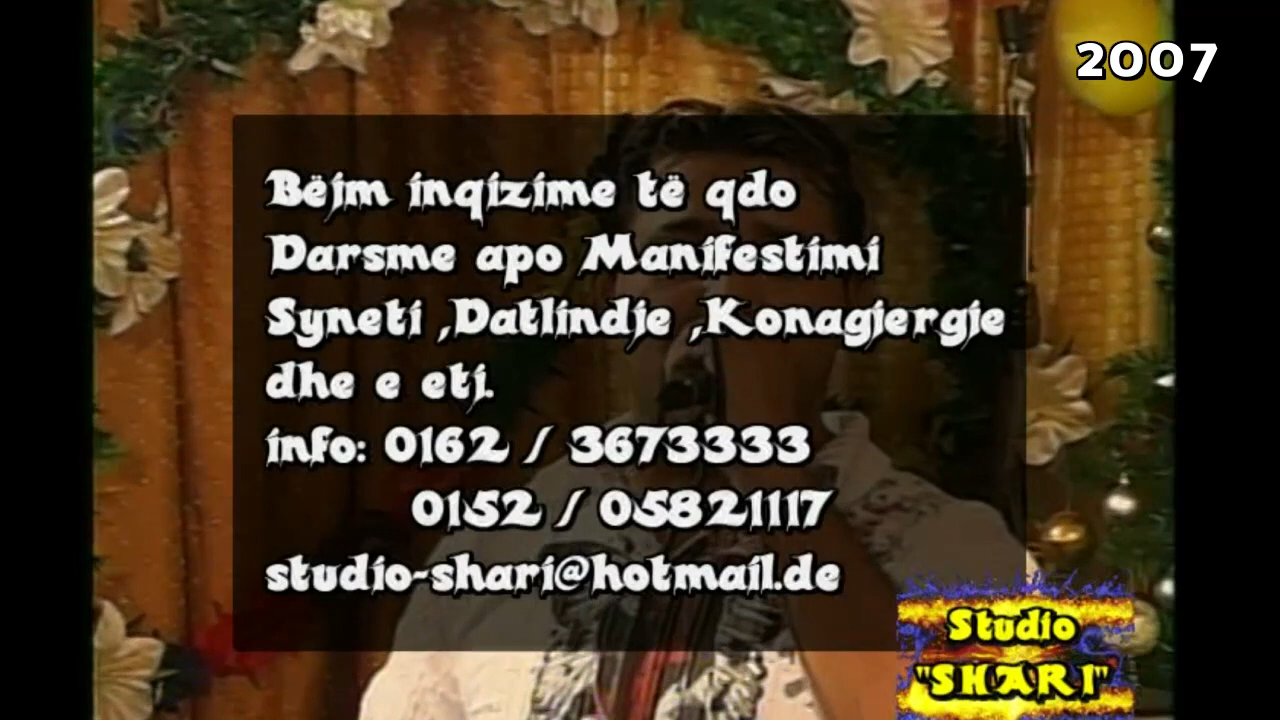 2007
Bëjm inqizime të qdo
Darsme apo Manifestimi
Syneti ,Datlindje ,Konagjergje
dhe e etj.
info: 0162 / 3673333
0152 / 05821117
studio-shari@hotmail.de
Studio
"SHARI"